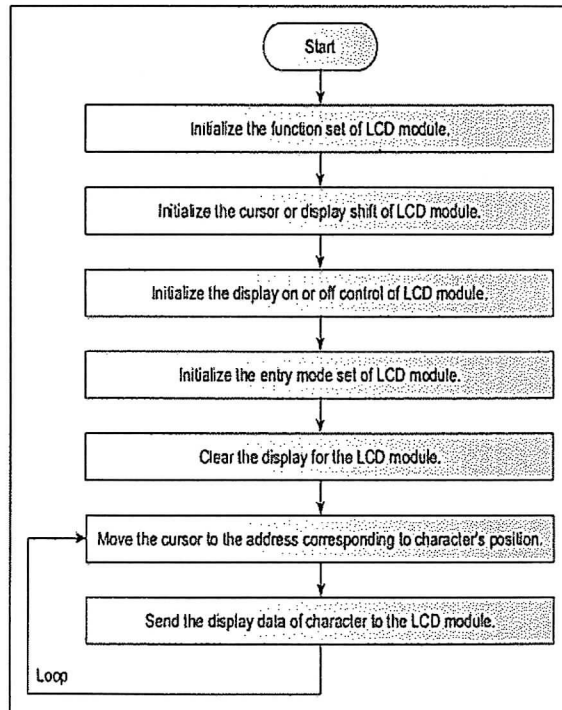 Start
Initialize the function set of LCD module.
Initialize the cursor or display shift of LCD module.
Initialize the display on or off control of LCD module.
Initialize the entry mode set of LCD module.
Clear the display for the LCD module.
Move the cursor to the address corresponding to character's position.
Send the display data of character to the LCD module.
Loop